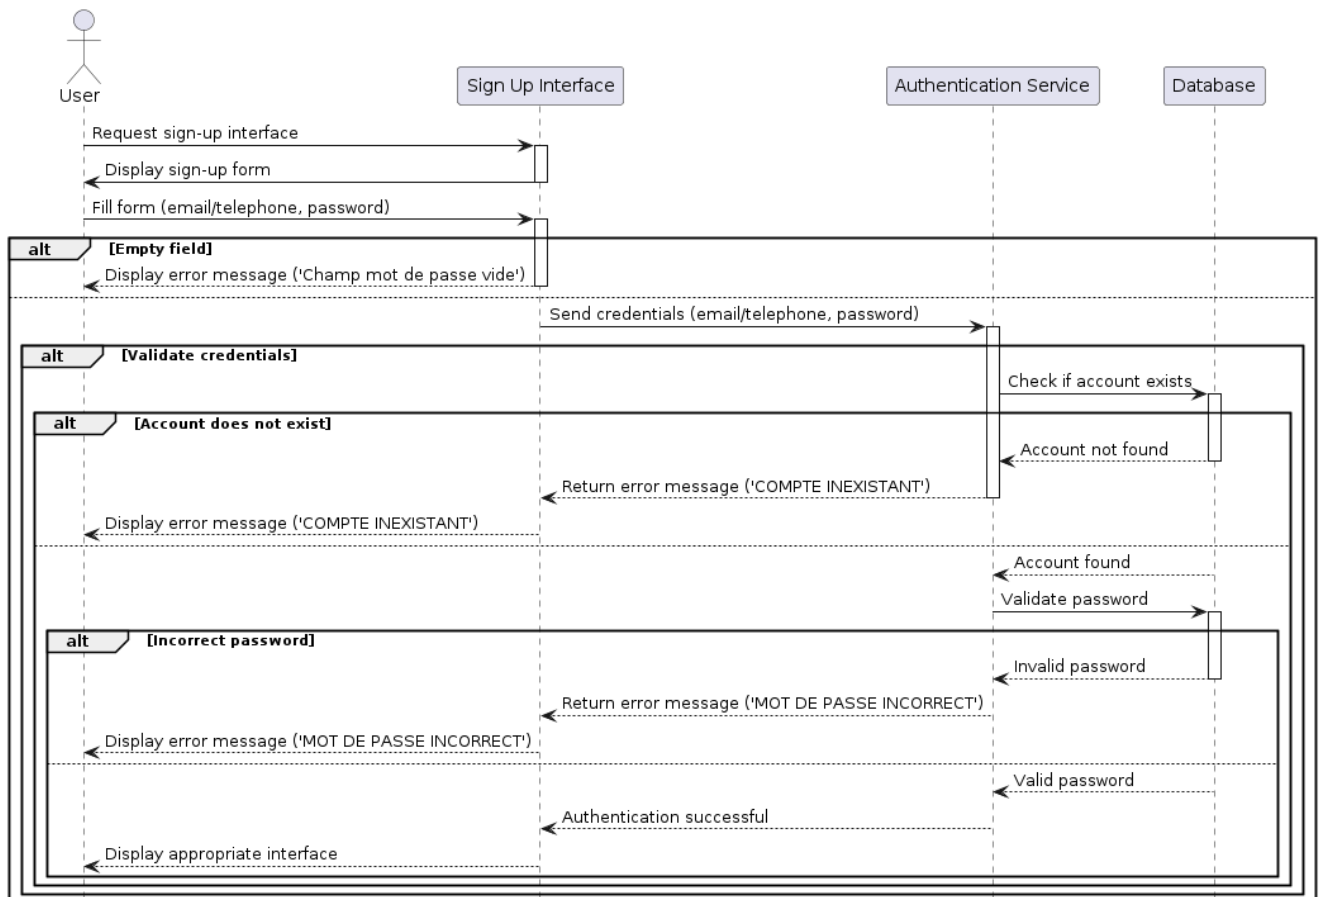 User
Sign Up Interface
Authentication Service
Database
Request sign-up interface
Display sign-up form
Fill form (email/telephone, password)
alt [Empty field]
Display error message ('Champ mot de passe vide')
Send credentials (email/telephone, password)
alt [Validate credentials]
Check if account exists
alt [Account does not exist]
Account not found
Return error message ('COMPTE INEXISTANT')
Display error message ('COMPTE INEXISTANT')
Account found
Validate password
alt [Incorrect password]
Invalid password
Return error message ('MOT DE PASSE INCORRECT')
Display error message ('MOT DE PASSE INCORRECT')
Valid password
Authentication successful
Display appropriate interface